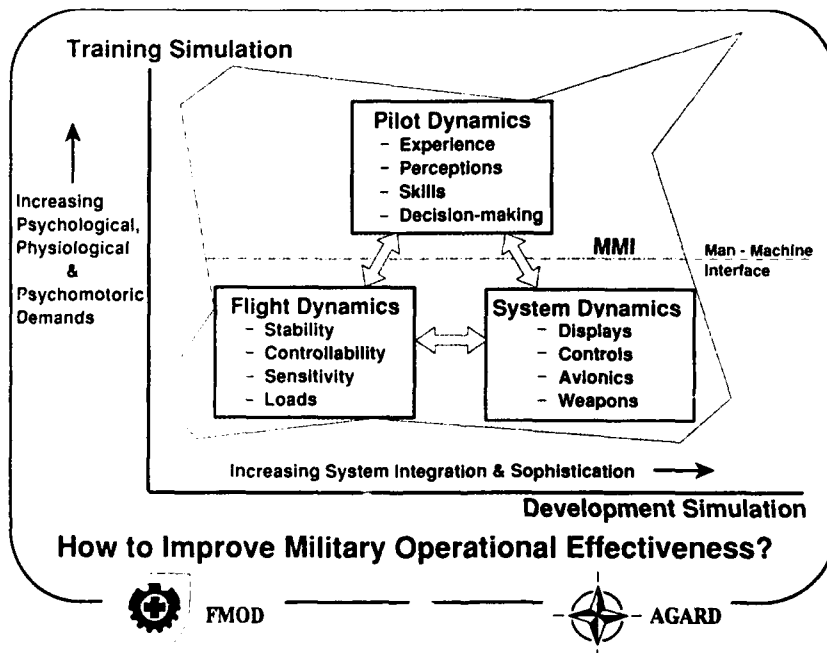 Training Simulation
Pilot Dynamics
- Experience
- Perceptions
- Skills
- Decision-making
Increasing
Psychological,
Physiological
&
Psychomotoric
Demands
MMI
Man - Machine
Interface
Flight Dynamics
- Stability
- Controllability
- Sensitivity
- Loads
System Dynamics
- Displays
- Controls
- Avionics
- Weapons
Increasing System Integration & Sophistication
Development Simulation
How to Improve Military Operational Effectiveness?
FMOD
AGARD